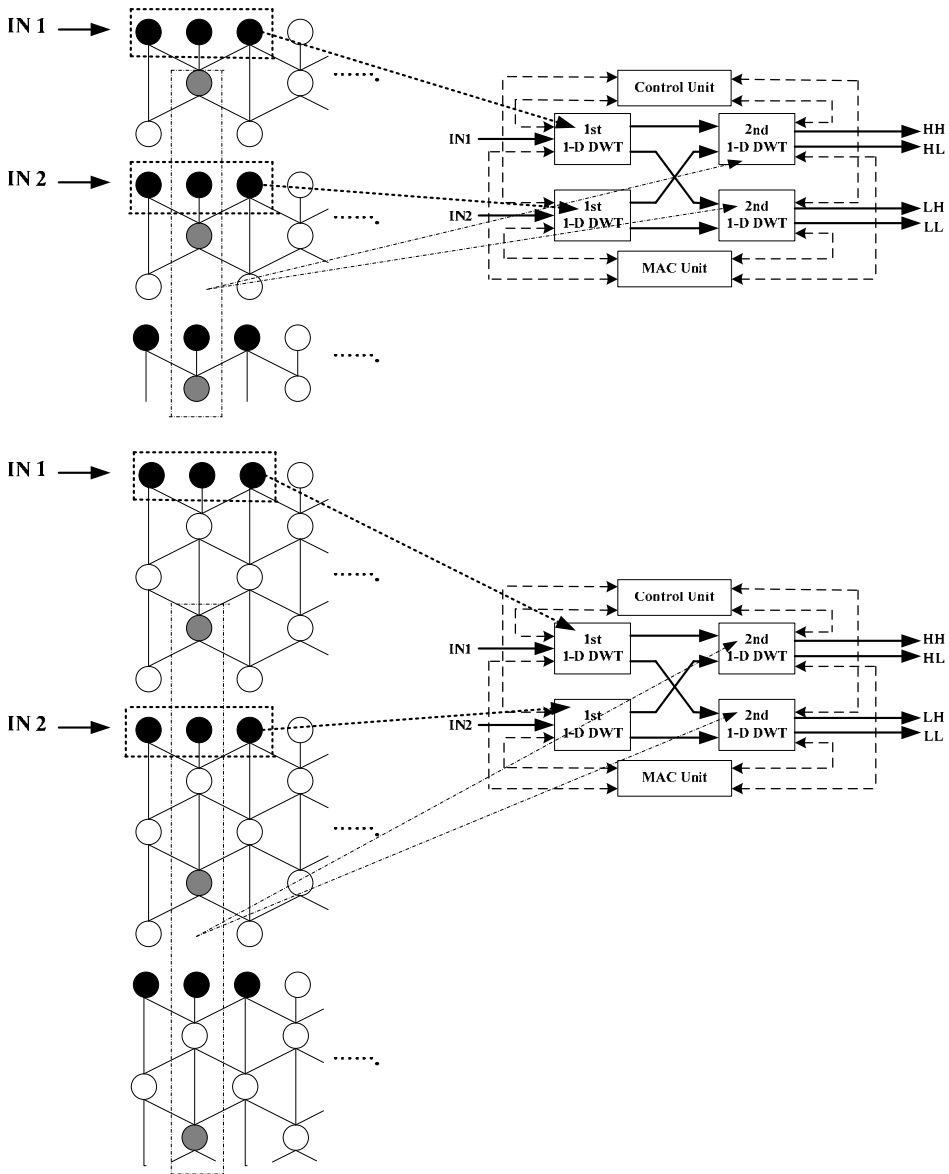 IN 1
.......
Control Unit
IN1
1st
1-D DWT
2nd
1-D DWT
HH
HL
IN 2
.......
IN2
1st
1-D DWT
2nd
1-D DWT
LH
LL
MAC Unit
.......
IN 1
.......
Control Unit
IN1
1st
1-D DWT
2nd
1-D DWT
HH
HL
IN 2
.......
IN2
1st
1-D DWT
2nd
1-D DWT
LH
LL
MAC Unit
.......